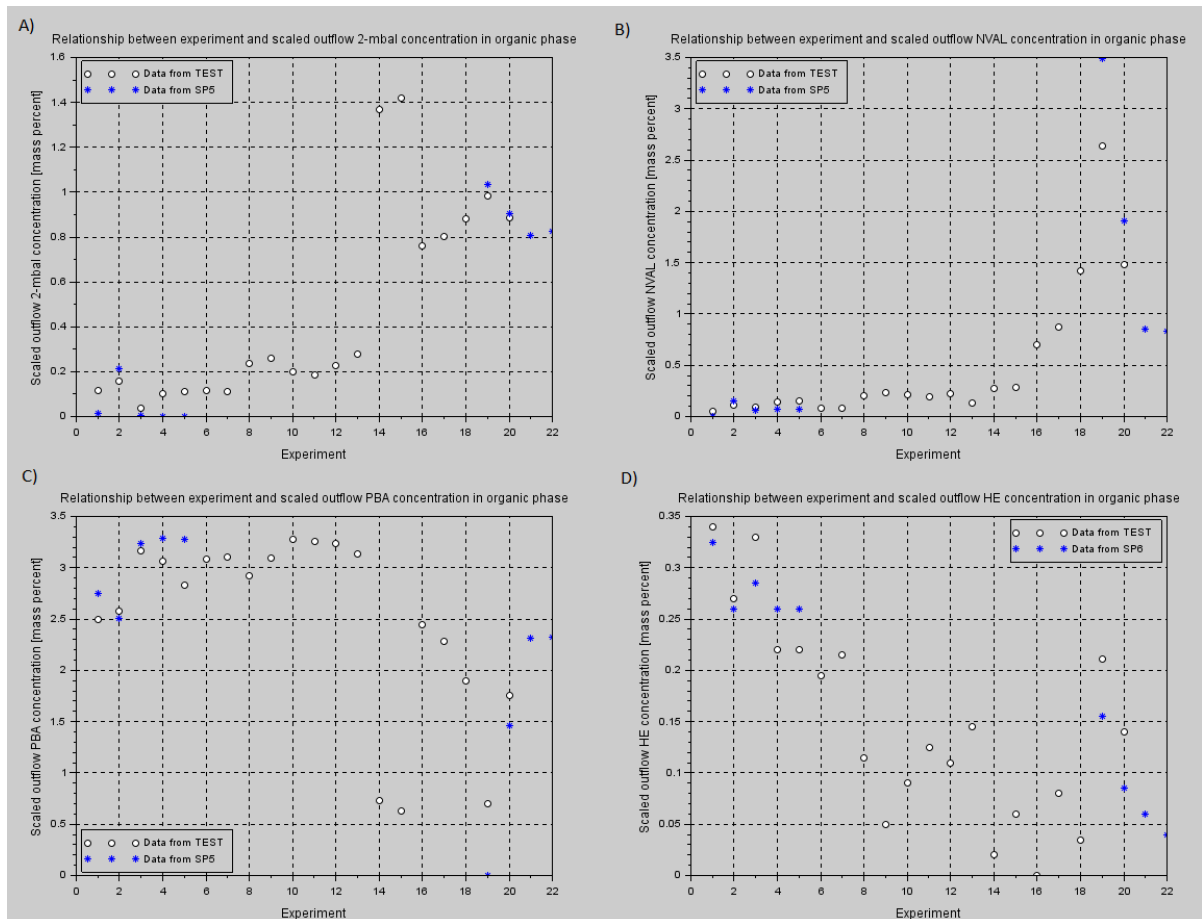 A)
Relationship between experiment and scaled outflow 2-mbal concentration in organic phase
1.6
1.4
1.2
1
0.8
0.6
0.4
0.2
0
Scaled outflow 2-mbal concentration [mass percent]
Data from TEST
Data from SP5
0 2 4 6 8 10 12 14 16 18 20 22
Experiment
B)
Relationship between experiment and scaled outflow NVAL concentration in organic phase
3.5
3
2.5
2
1.5
1
0.5
0
Scaled outflow NVAL concentration [mass percent]
Data from TEST
Data from SP5
0 2 4 6 8 10 12 14 16 18 20 22
Experiment
C)
Relationship between experiment and scaled outflow PBA concentration in organic phase
3.5
3
2.5
2
1.5
1
0.5
0
Scaled outflow PBA concentration [mass percent]
Data from TEST
Data from SP5
0 2 4 6 8 10 12 14 16 18 20 22
Experiment
D)
Relationship between experiment and scaled outflow HE concentration in organic phase
0.35
0.3
0.25
0.2
0.15
0.1
0.05
0
Scaled outflow HE concentration [mass percent]
Data from TEST
Data from SP6
0 2 4 6 8 10 12 14 16 18 20 22
Experiment